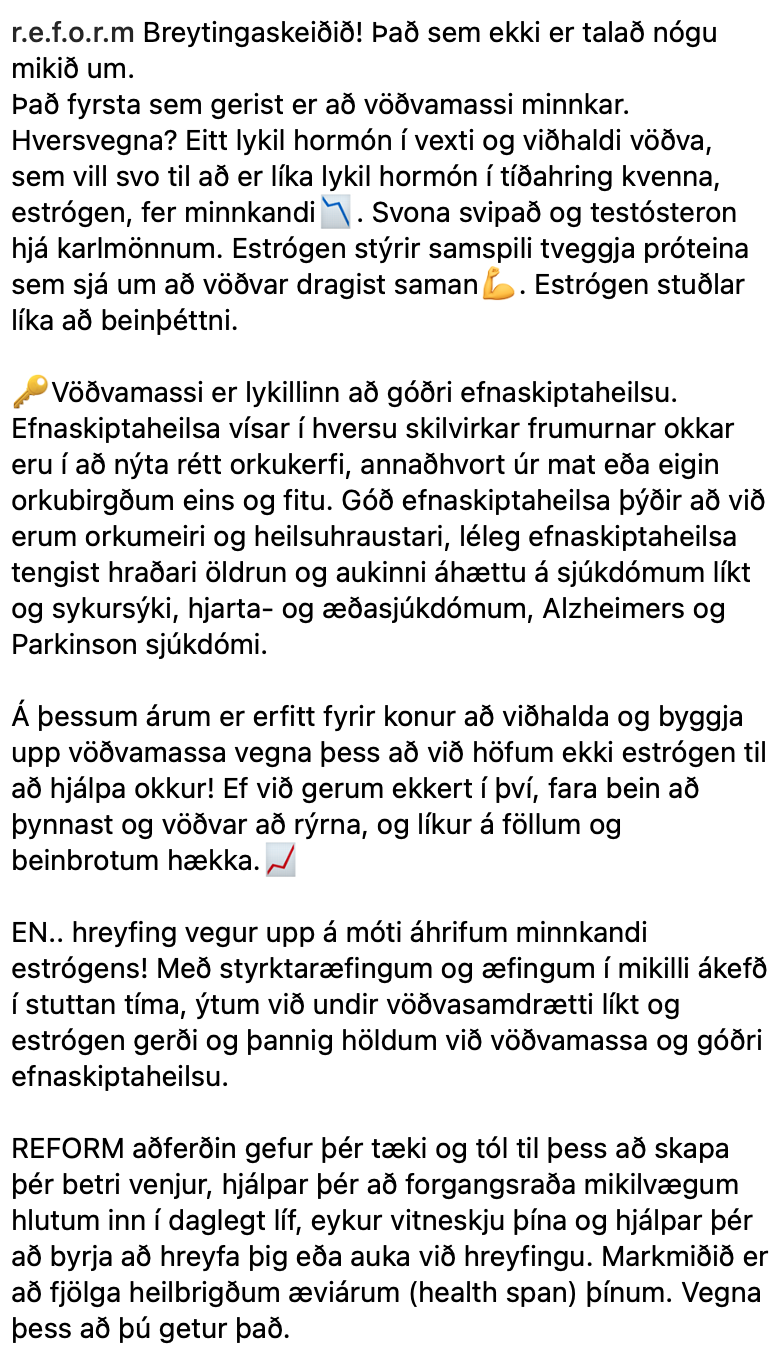 r.e.f.o.r.m Breytingaskeiðið! Það sem ekki er talað nógu
mikið um.
Það fyrsta sem gerist er að vöðvamassi minnkar.
Hversvegna? Eitt lykil hormón í vexti og viðhaldi vöðva,
sem vill svo til að er líka lykil hormón í tíðahring kvenna,
estrógen, fer minnkandi📉. Svona svipað og testósteron
hjá karlmönnum. Estrógen stýrir samspili tveggja próteina
sem sjá um að vöðvar dragist saman💪. Estrógen stuðlar
líka að beinþéttni.

🔑Vöðvamassi er lykillinn að góðri efnaskiptaheilsu.
Efnaskiptaheilsa vísar í hversu skilvirkar frumurnar okkar
eru í að nýta rétt orkukerfi, annaðhvort úr mat eða eigin
orkubirgðum eins og fitu. Góð efnaskiptaheilsa þýðir að við
erum orkumeiri og heilsuhraustari, léleg efnaskiptaheilsa
tengist hraðari öldrun og aukinni áhættu á sjúkdómum líkt
og sykursýki, hjarta- og æðasjúkdómum, Alzheimers og
Parkinson sjúkdómi.

Á þessum árum er erfitt fyrir konur að viðhalda og byggja
upp vöðvamassa vegna þess að við höfum ekki estrógen til
að hjálpa okkur! Ef við gerum ekkert í því, fara bein að
þynnast og vöðvar að rýrna, og líkur á föllum og
beinbrotum hækka.📈

EN.. hreyfing vegur upp á móti áhrifum minnkandi
estrógens! Með styrktaræfingum og æfingum í mikilli ákefð
í stuttan tíma, ýtum við undir vöðvasamdrætti líkt og
estrógen gerði og þannig höldum við vöðvamassa og góðri
efnaskiptaheilsu.

REFORM aðferðin gefur þér tæki og tól til þess að skapa
þér betri venjur, hjálpar þér að forgangsraða mikilvægum
hlutum inn í daglegt líf, eykur vitneskju þína og hjálpar þér
að byrja að hreyfa þig eða auka við hreyfingu. Markmiðið er
að fjölga heilbrigðum æviárum (health span) þínum. Vegna
þess að þú getur það.